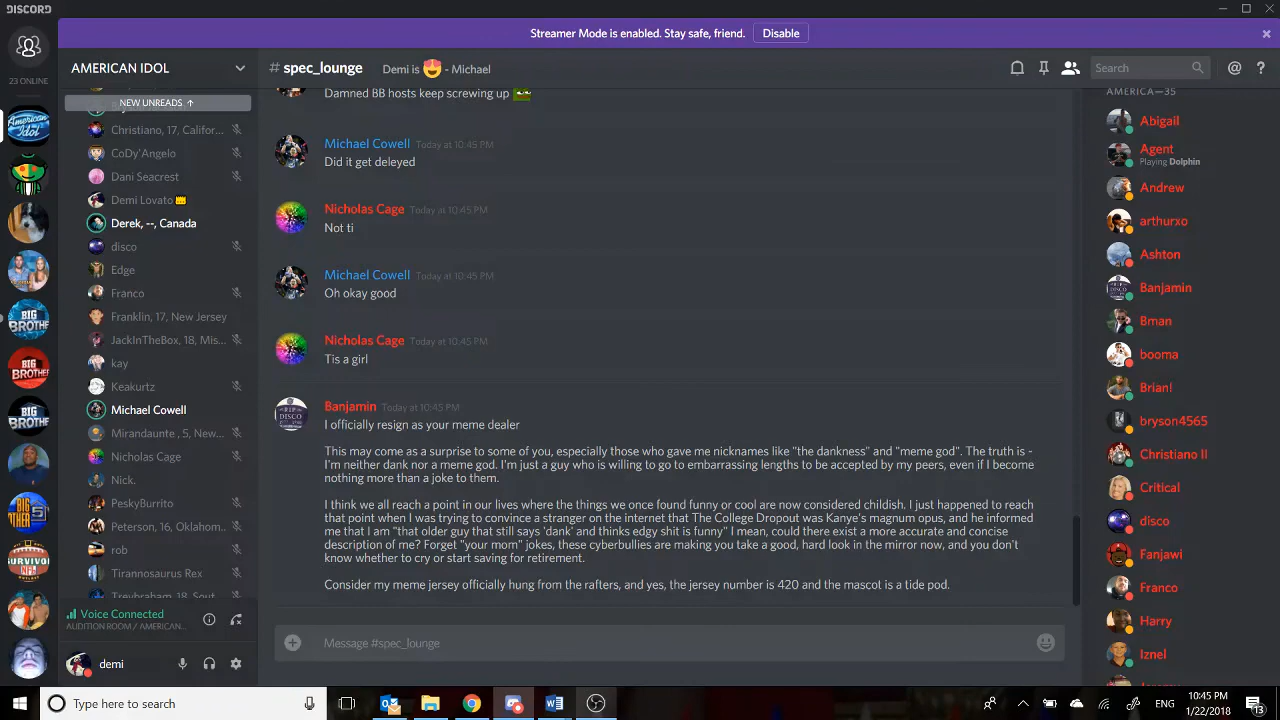 DISCORD
Streamer Mode is enabled. Stay safe, friend.
Disable
23 ONLINE
AMERICAN IDOL
# spec_lounge
Demi is 😍 - Michael
Search
NEW UNREADS ↑
Christiano, 17, Califor...
CoDy'Angelo
Dani Seacrest
Demi Lovato
Derek, --, Canada
disco
Edge
Franco
Franklin, 17, New Jersey
JackInTheBox, 18, Mis...
kay
Keakurtz
Michael Cowell
Mirandaunte , 5, New...
Nicholas Cage
Nick.
PeskyBurrito
Peterson, 16, Oklahom...
rob
Tirannosaurus Rex
Treybraham, 18, Sout...
Voice Connected
AUDITION ROOM / AMERICAN...
demi
Damned BB hosts keep screwing up
Michael Cowell Today at 10:45 PM
Did it get deleyed
Nicholas Cage Today at 10:45 PM
Not ti
Michael Cowell Today at 10:45 PM
Oh okay good
Nicholas Cage Today at 10:45 PM
Tis a girl
Banjamin Today at 10:45 PM
I officially resign as your meme dealer
This may come as a surprise to some of you, especially those who gave me nicknames like "the dankness" and "meme god". The truth is -
I'm neither dank nor a meme god. I'm just a guy who is willing to go to embarrassing lengths to be accepted by my peers, even if I become
nothing more than a joke to them.
I think we all reach a point in our lives where the things we once found funny or cool are now considered childish. I just happened to reach
that point when I was trying to convince a stranger on the internet that The College Dropout was Kanye's magnum opus, and he informed
me that I am "that older guy that still says 'dank' and thinks edgy shit is funny" I mean, could there exist a more accurate and concise
description of me? Forget "your mom" jokes, these cyberbullies are making you take a good, hard look in the mirror now, and you don't
know whether to cry or start saving for retirement.
Consider my meme jersey officially hung from the rafters, and yes, the jersey number is 420 and the mascot is a tide pod.
Message #spec_lounge
AMERICA—35
Abigail
Agent
Playing Dolphin
Andrew
arthurxo
Ashton
Banjamin
Bman
booma
Brian!
bryson4565
Christiano II
Crítical
disco
Fanjawi
Franco
Harry
Iznel
Type here to search
ENG
10:45 PM
1/22/2018